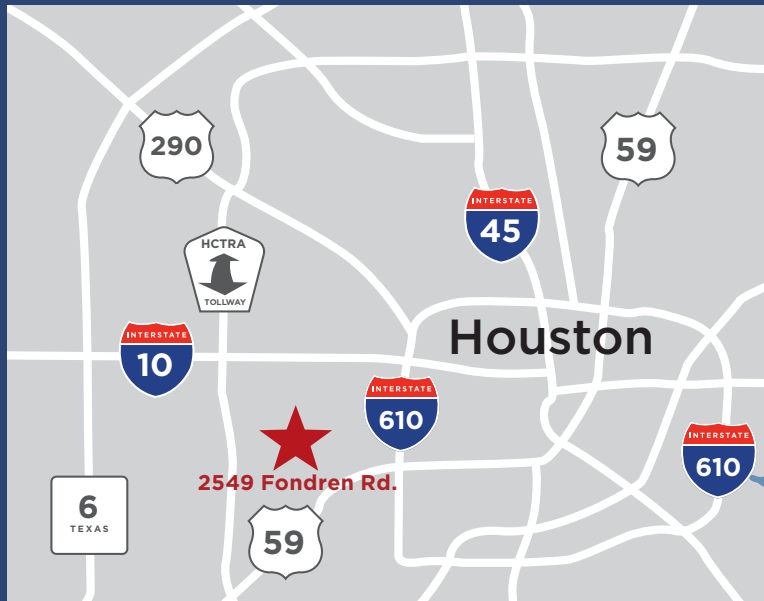 290
59
INTERSTATE
45
HCTRA
TOLLWAY
Houston
INTERSTATE
10
INTERSTATE
610
INTERSTATE
610
2549 Fondren Rd.
6
TEXAS
59